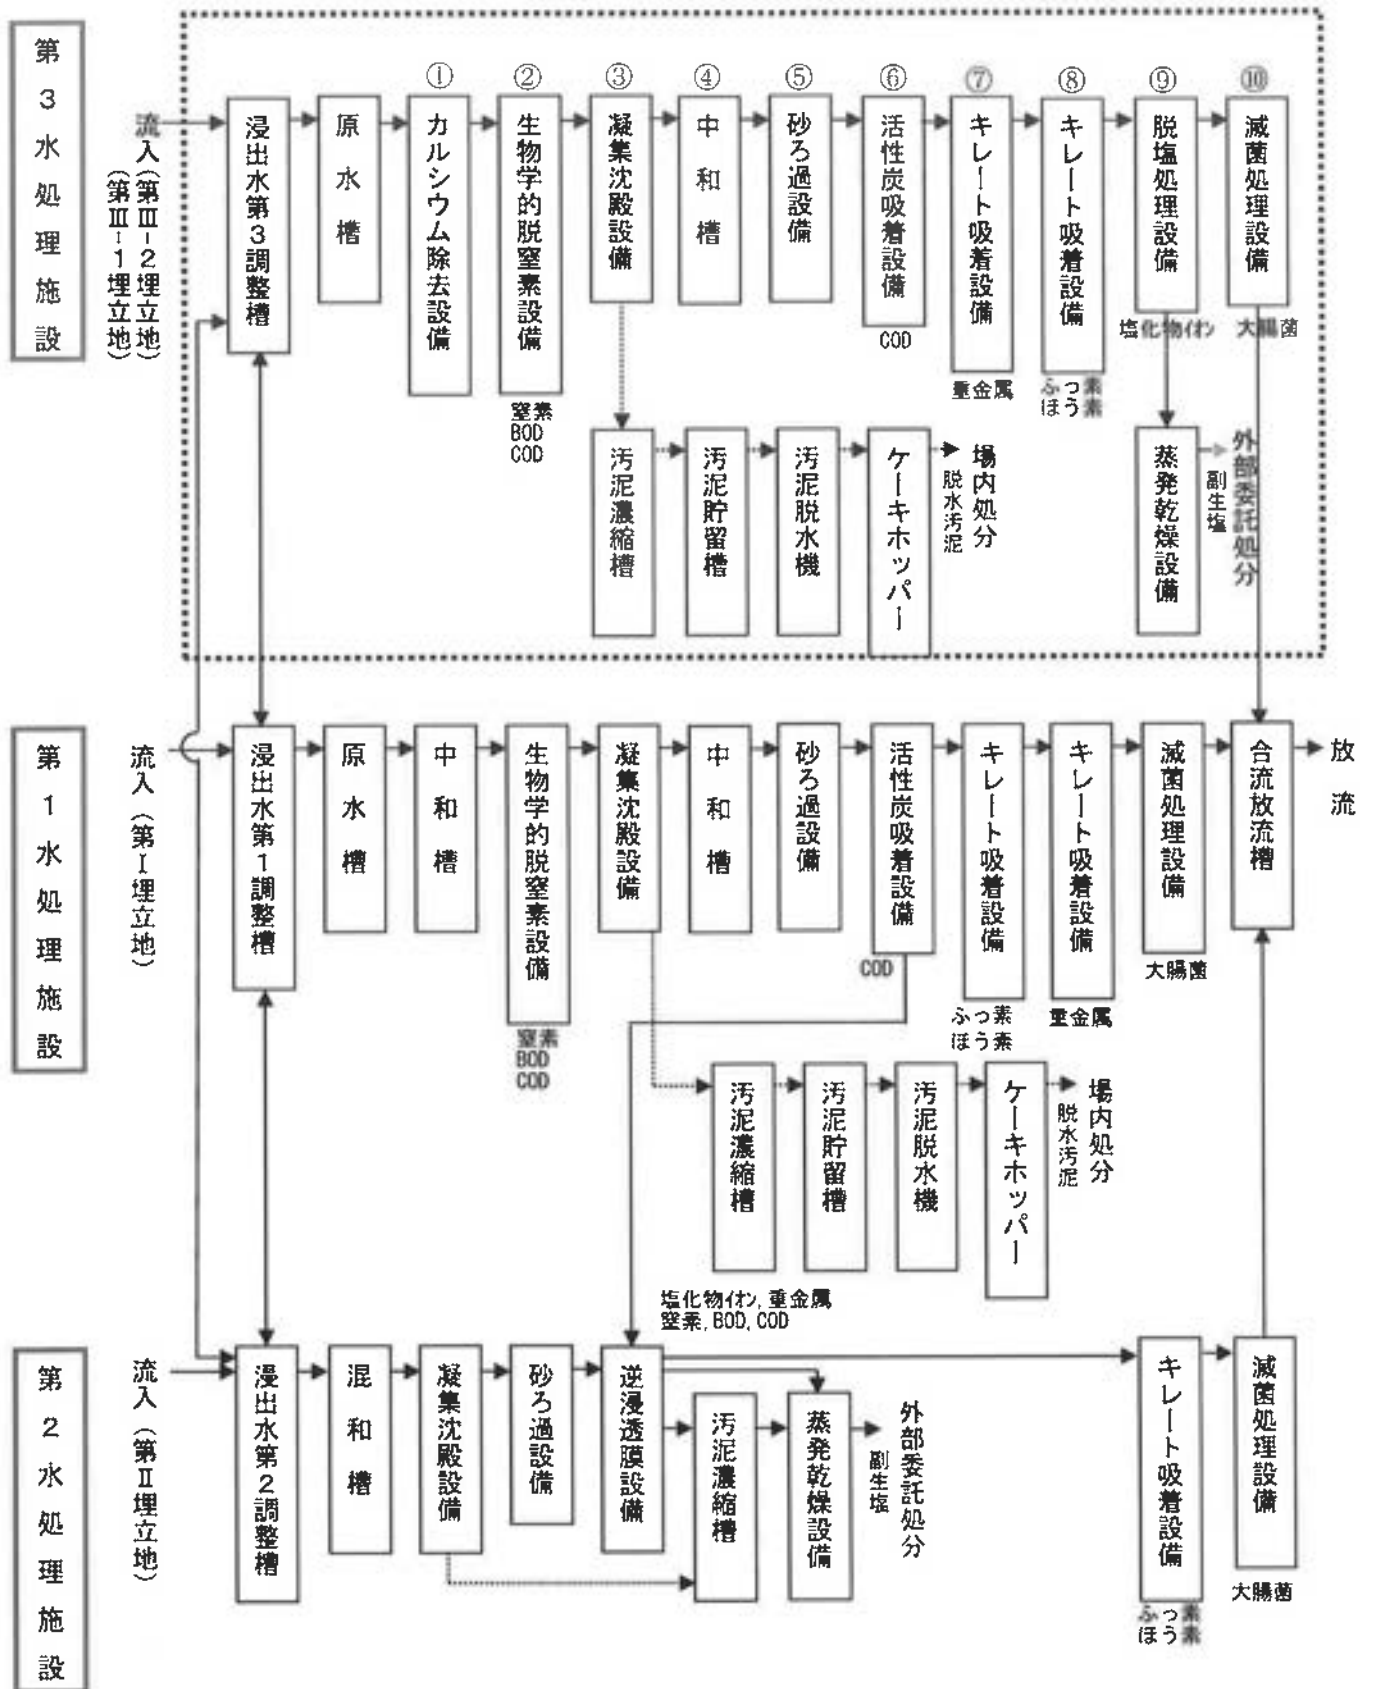 第3水処理施設
流入(第Ⅲ-2埋立地)
(第Ⅲ-1埋立地)
浸出水第3調整槽
原水槽
①
カルシウム除去設備
②
生物学的脱窒素設備
窒素
BOD
COD
③
凝集沈殿設備
④
中和槽
⑤
砂ろ過設備
⑥
活性炭吸着設備
COD
⑦
キレート吸着設備
重金属
⑧
キレート吸着設備
ふっ素
ほう素
⑨
脱塩処理設備
塩化物イオン
⑩
滅菌処理設備
大腸菌
汚泥濃縮槽
汚泥貯留槽
汚泥脱水機
ケーキホッパー
場内処分
脱水汚泥
蒸発乾燥設備
外部委託処分
副生塩
第1水処理施設
流入(第Ⅰ埋立地)
浸出水第1調整槽
原水槽
中和槽
生物学的脱窒素設備
窒素
BOD
COD
凝集沈殿設備
中和槽
砂ろ過設備
活性炭吸着設備
COD
キレート吸着設備
ふっ素
ほう素
キレート吸着設備
重金属
滅菌処理設備
大腸菌
合流放流槽
放流
汚泥濃縮槽
汚泥貯留槽
汚泥脱水機
ケーキホッパー
場内処分
脱水汚泥
第2水処理施設
流入(第Ⅱ埋立地)
浸出水第2調整槽
混和槽
凝集沈殿設備
砂ろ過設備
塩化物イオン,重金属
窒素,BOD,COD
逆浸透膜設備
汚泥濃縮槽
蒸発乾燥設備
外部委託処分
副生塩
キレート吸着設備
ふっ素
ほう素
滅菌処理設備
大腸菌